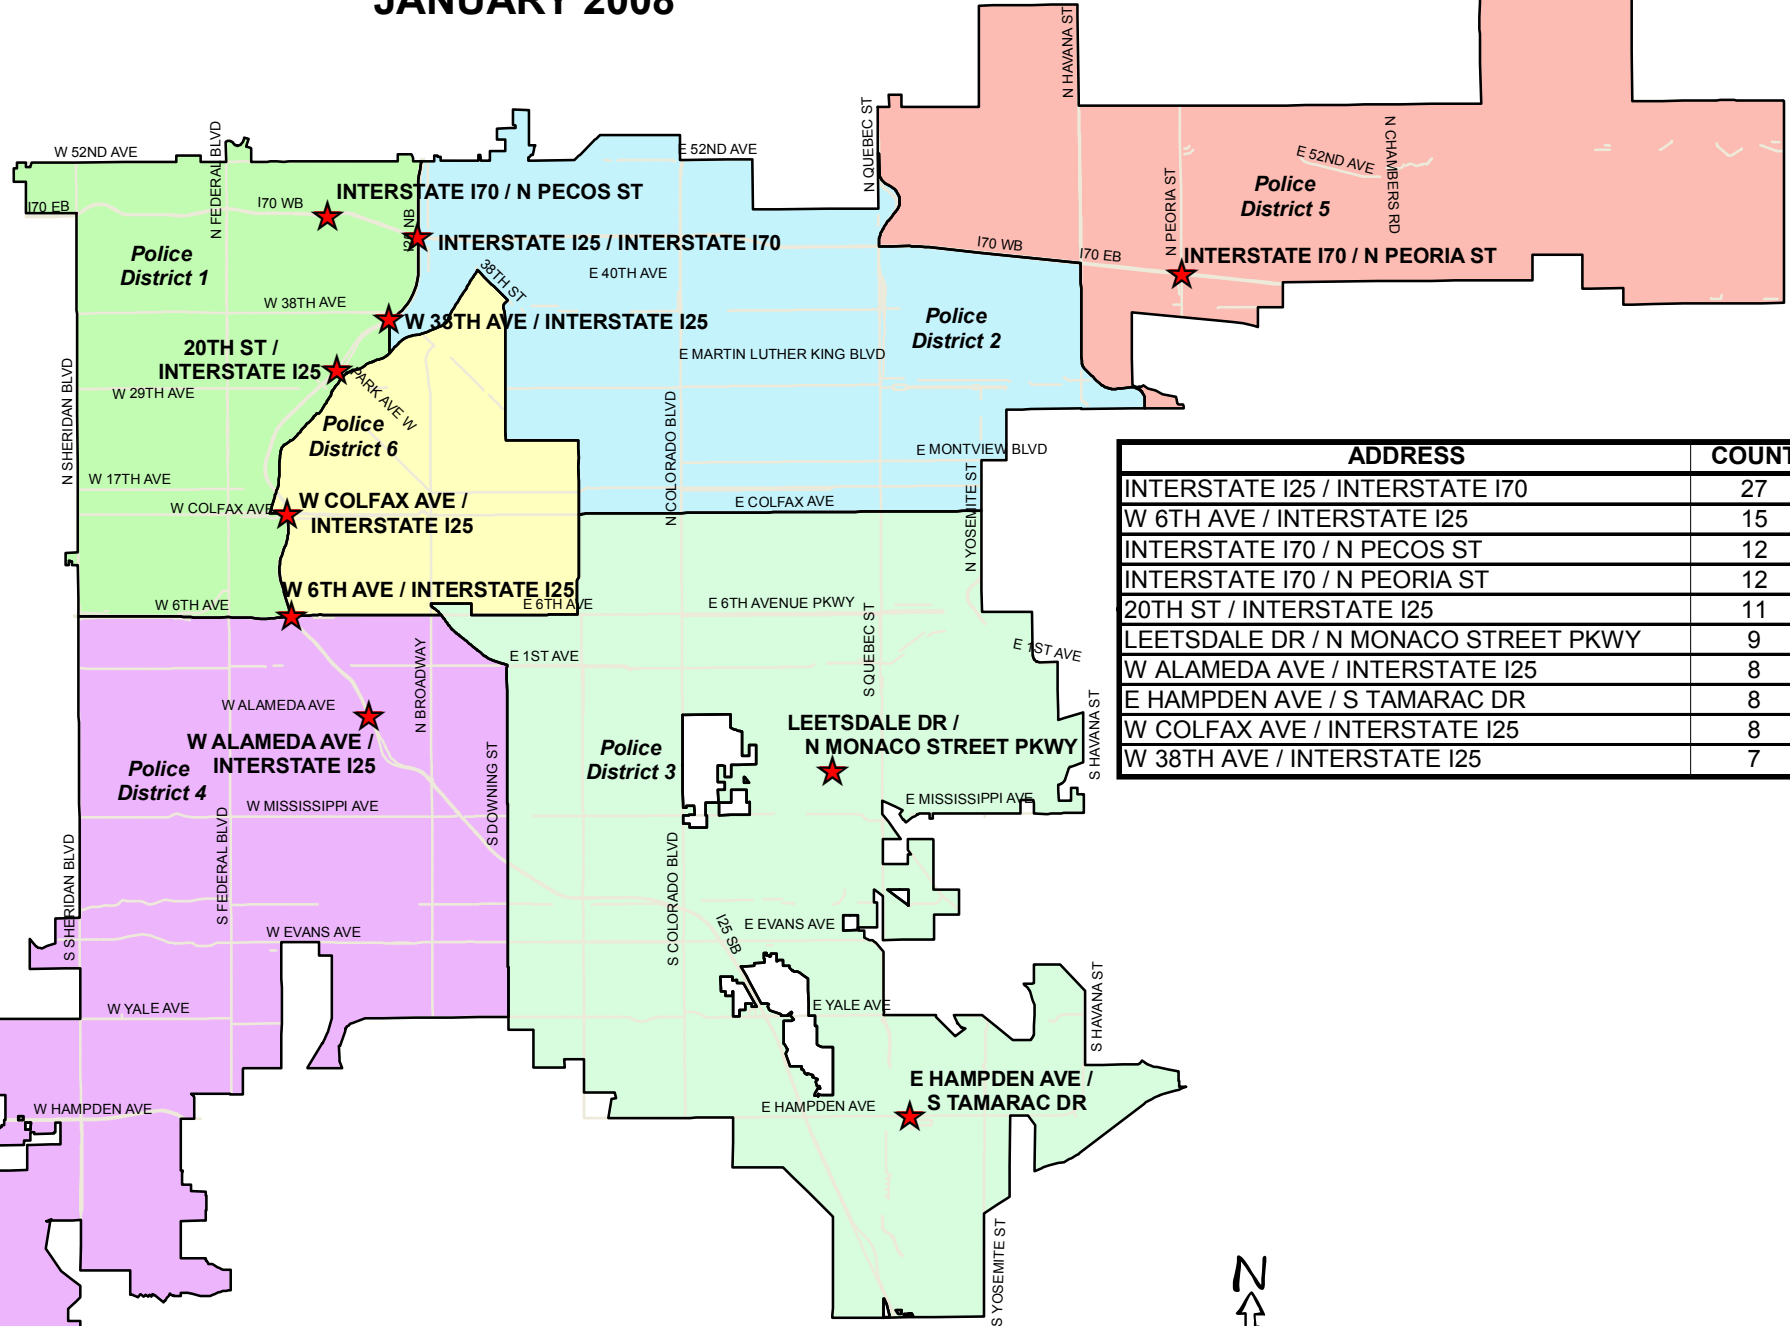 JANUARY 2008
N HAVANA ST
N QUEBEC ST
N FEDERAL BLVD
W 52ND AVE
E 52ND AVE
N CHAMBERS RD
E 52ND AVE
N PEORIA ST
Police
District 5
INTERSTATE I70 / N PECOS ST
I70 EB
I70 WB
INTERSTATE I25 / INTERSTATE I70
I70 WB
I70 EB
INTERSTATE I70 / N PEORIA ST
Police
District 1
38TH ST
E 40TH AVE
W 38TH AVE
W 38TH AVE / INTERSTATE I25
Police
District 2
20TH ST /
INTERSTATE I25
E MARTIN LUTHER KING BLVD
N SHERIDAN BLVD
W 29TH AVE
PARK AVE W
Police
District 6
N COLORADO BLVD
E MONTVIEW BLVD
W 17TH AVE
W COLFAX AVE
W COLFAX AVE /
INTERSTATE I25
E COLFAX AVE
N YOSEMITE ST
ADDRESS COUNT
INTERSTATE I25 / INTERSTATE I70 27
W 6TH AVE / INTERSTATE I25 15
INTERSTATE I70 / N PECOS ST 12
INTERSTATE I70 / N PEORIA ST 12
20TH ST / INTERSTATE I25 11
LEETSDALE DR / N MONACO STREET PKWY 9
W ALAMEDA AVE / INTERSTATE I25 8
E HAMPDEN AVE / S TAMARAC DR 8
W COLFAX AVE / INTERSTATE I25 8
W 38TH AVE / INTERSTATE I25 7
W 6TH AVE / INTERSTATE I25
W 6TH AVE
E 6TH AVE
E 6TH AVENUE PKWY
N BROADWAY
E 1ST AVE
S QUEBEC ST
E 1ST AVE
W ALAMEDA AVE
W ALAMEDA AVE /
INTERSTATE I25
S HAVANA ST
LEETSDALE DR /
N MONACO STREET PKWY
Police
District 3
Police
District 4
S DOWNING ST
W MISSISSIPPI AVE
E MISSISSIPPI AVE
S SHERIDAN BLVD
S FEDERAL BLVD
S COLORADO BLVD
W EVANS AVE
I25 SB
E EVANS AVE
W YALE AVE
E YALE AVE
S HAVANA ST
E HAMPDEN AVE /
S TAMARAC DR
W HAMPDEN AVE
E HAMPDEN AVE
S YOSEMITE ST
N